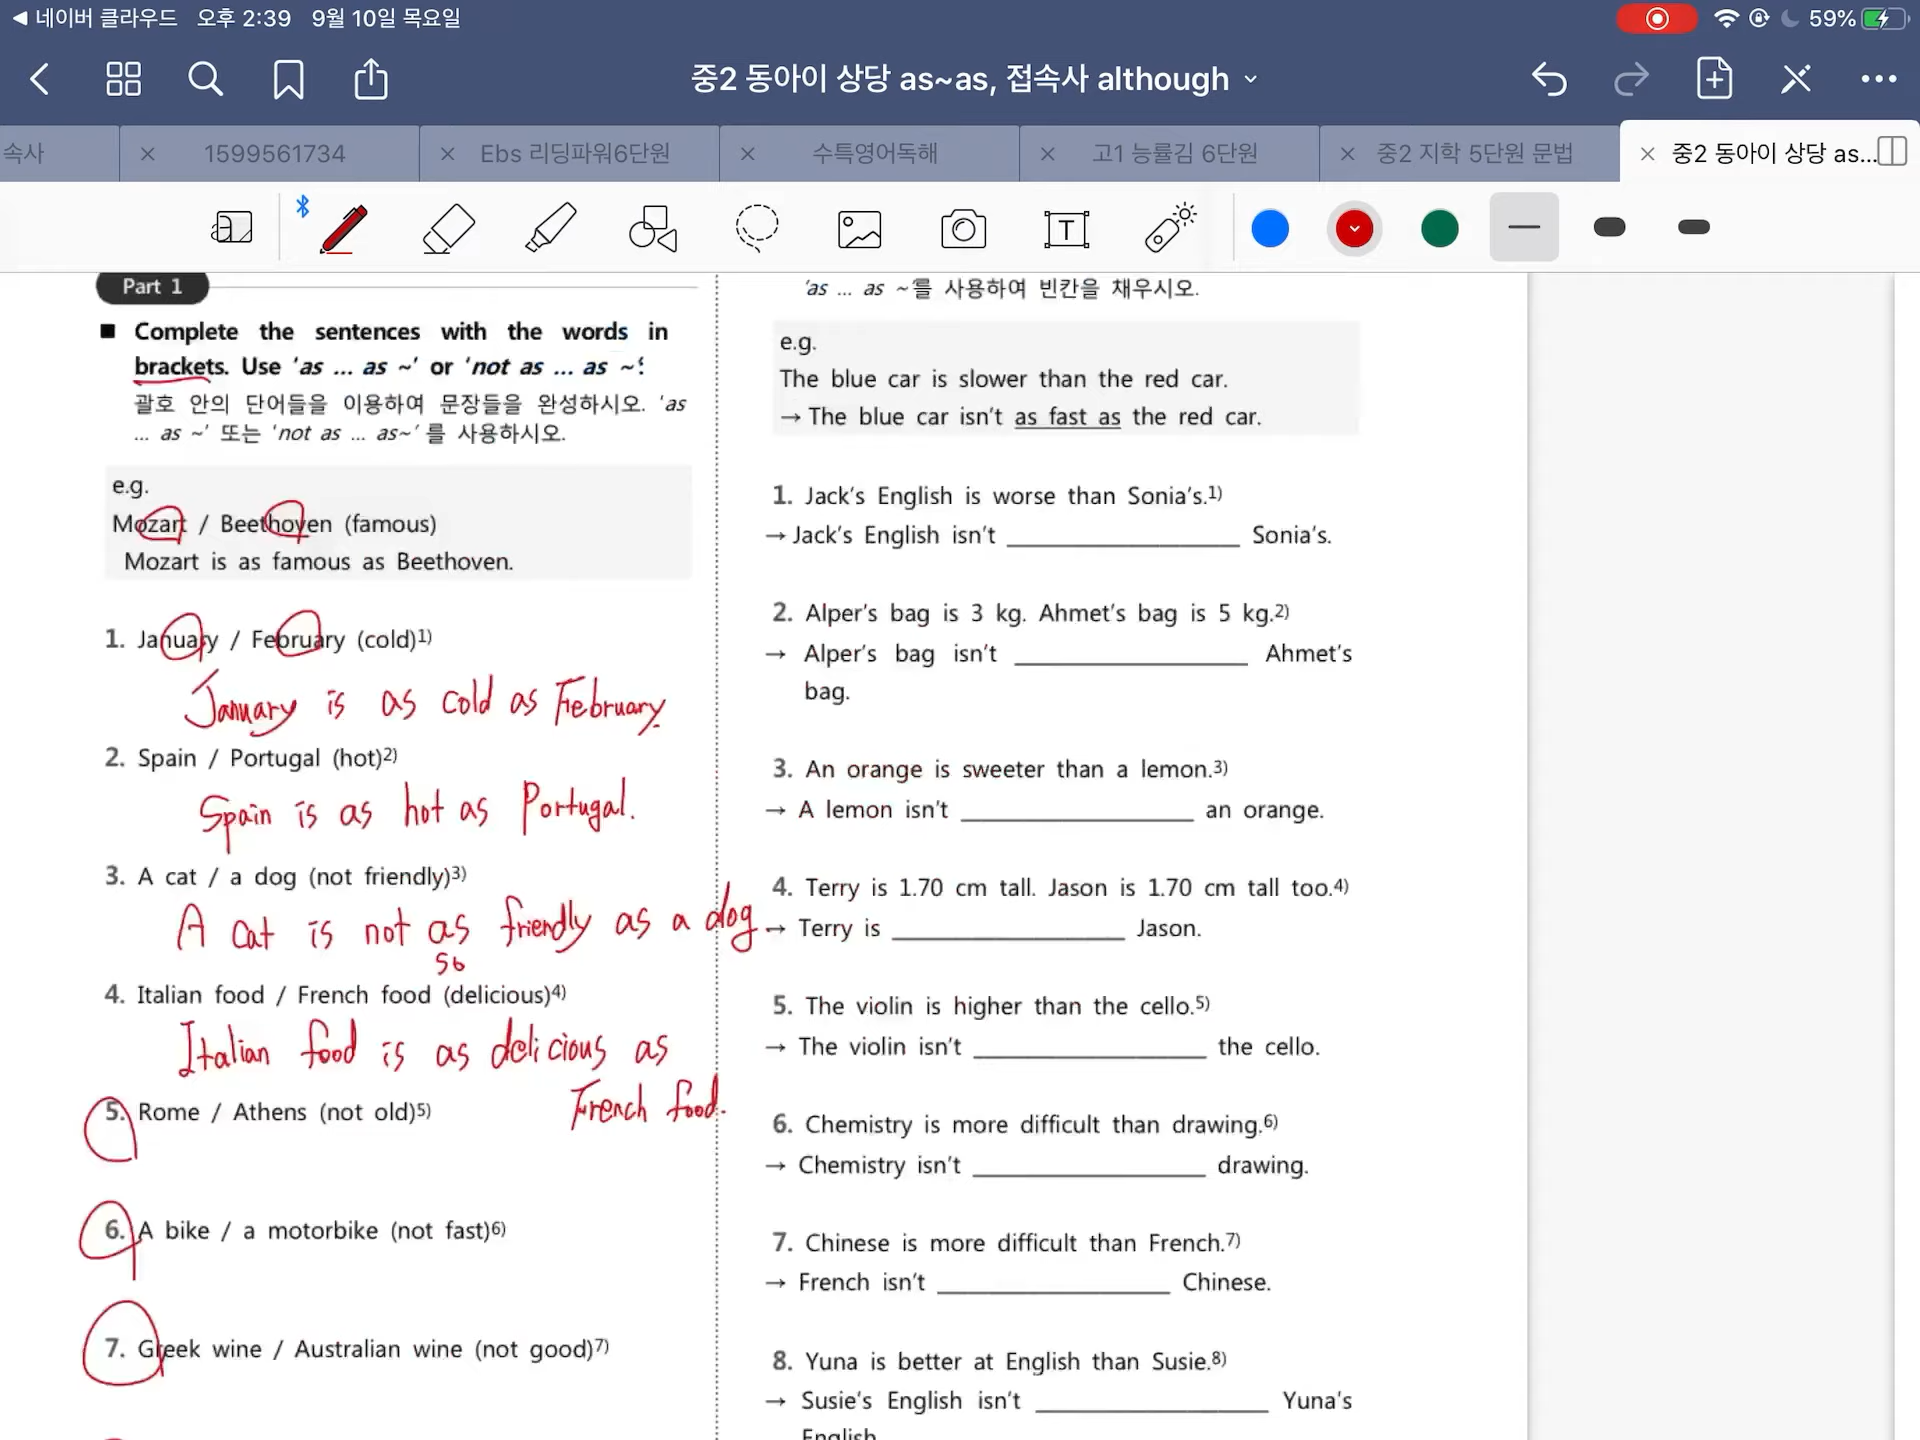 ◀ 네이버 클라우드 오후 2:39 9월 10일 목요일 59%
중2 동아이 상당 as~as, 접속사 although
속사 1599561734 Ebs 리딩파워6단원 수특영어독해 고1 능률김 6단원 중2 지학 5단원 문법 중2 동아이 상당 as...
Part 1
■ Complete the sentences with the words in
brackets. Use 'as ... as ~' or 'not as ... as ~'.
괄호 안의 단어들을 이용하여 문장들을 완성하시오. 'as
... as ~' 또는 'not as ... as~' 를 사용하시오.
e.g.
Mozart / Beethoven (famous)
Mozart is as famous as Beethoven.
1. January / February (cold)1)
January is as cold as February.
2. Spain / Portugal (hot)2)
Spain is as hot as Portugal.
3. A cat / a dog (not friendly)3)
A cat is not as friendly as a dog
so
4. Italian food / French food (delicious)4)
Italian food is as delicious as
French food.
5. Rome / Athens (not old)5)
6. A bike / a motorbike (not fast)6)
7. Greek wine / Australian wine (not good)7)
'as ... as ~'를 사용하여 빈칸을 채우시오.
e.g.
The blue car is slower than the red car.
→ The blue car isn't as fast as the red car.
1. Jack's English is worse than Sonia's.1)
→ Jack's English isn't ____________ Sonia's.
2. Alper's bag is 3 kg. Ahmet's bag is 5 kg.2)
→ Alper's bag isn't ____________ Ahmet's
bag.
3. An orange is sweeter than a lemon.3)
→ A lemon isn't ____________ an orange.
4. Terry is 1.70 cm tall. Jason is 1.70 cm tall too.4)
→ Terry is ____________ Jason.
5. The violin is higher than the cello.5)
→ The violin isn't ____________ the cello.
6. Chemistry is more difficult than drawing.6)
→ Chemistry isn't ____________ drawing.
7. Chinese is more difficult than French.7)
→ French isn't ____________ Chinese.
8. Yuna is better at English than Susie.8)
→ Susie's English isn't ____________ Yuna's
English